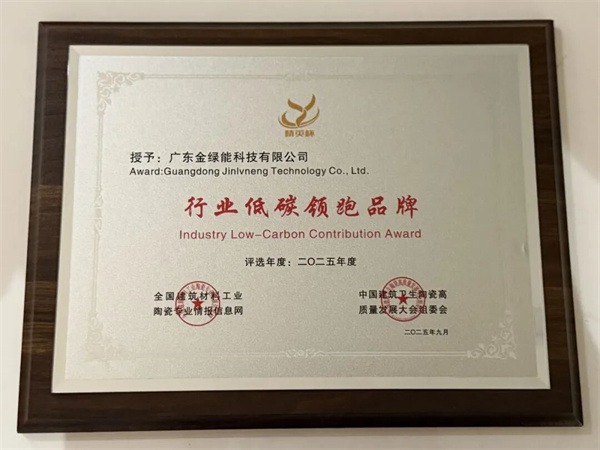 精英杯
授予：广东金绿能科技有限公司
Award:Guangdong Jinlvneng Technology Co., Ltd.
行业低碳领跑品牌
Industry Low-Carbon Contribution Award
评选年度：二〇二五年度
全国建筑材料工业
陶瓷专业情报信息网
中国建筑卫生陶瓷高
质量发展大会组委会
二〇二五年九月